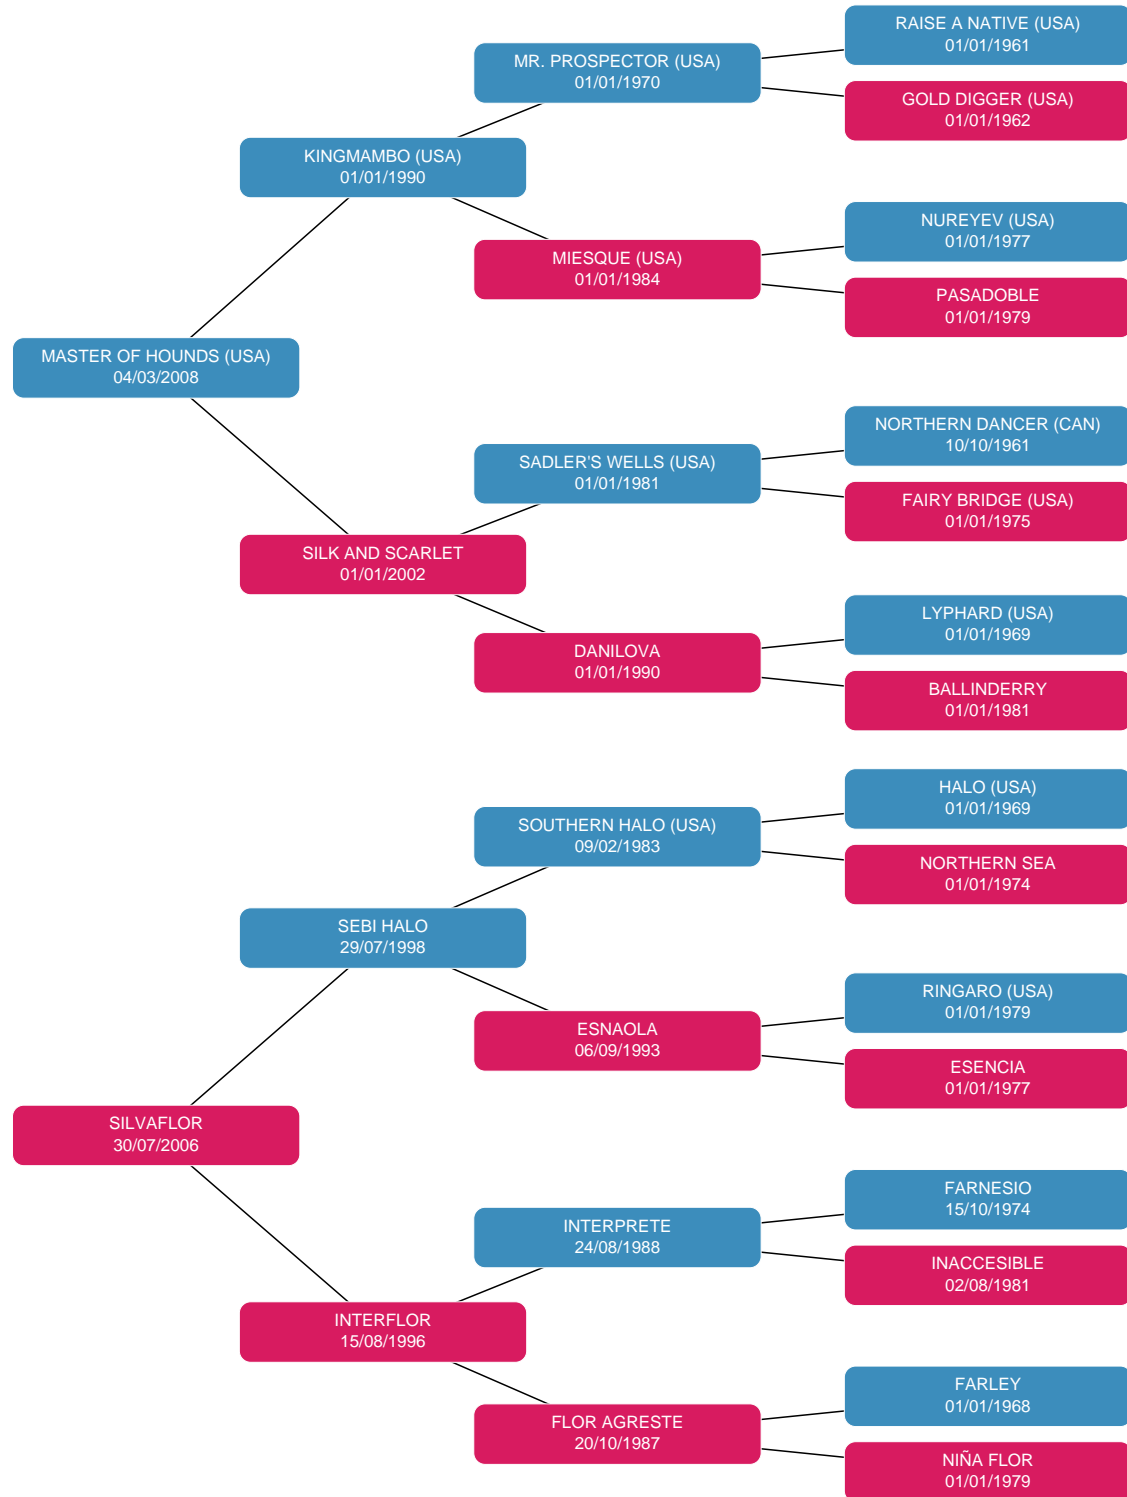 RAISE A NATIVE (USA)
01/01/1961
MR. PROSPECTOR (USA)
01/01/1970
GOLD DIGGER (USA)
01/01/1962
KINGMAMBO (USA)
01/01/1990
NUREYEV (USA)
01/01/1977
MIESQUE (USA)
01/01/1984
PASADOBLE
01/01/1979
MASTER OF HOUNDS (USA)
04/03/2008
NORTHERN DANCER (CAN)
10/10/1961
SADLER'S WELLS (USA)
01/01/1981
FAIRY BRIDGE (USA)
01/01/1975
SILK AND SCARLET
01/01/2002
LYPHARD (USA)
01/01/1969
DANILOVA
01/01/1990
BALLINDERRY
01/01/1981
HALO (USA)
01/01/1969
SOUTHERN HALO (USA)
09/02/1983
NORTHERN SEA
01/01/1974
SEBI HALO
29/07/1998
RINGARO (USA)
01/01/1979
ESNAOLA
06/09/1993
ESENCIA
01/01/1977
SILVAFLOR
30/07/2006
FARNESIO
15/10/1974
INTERPRETE
24/08/1988
INACCESIBLE
02/08/1981
INTERFLOR
15/08/1996
FARLEY
01/01/1968
FLOR AGRESTE
20/10/1987
NIÑA FLOR
01/01/1979